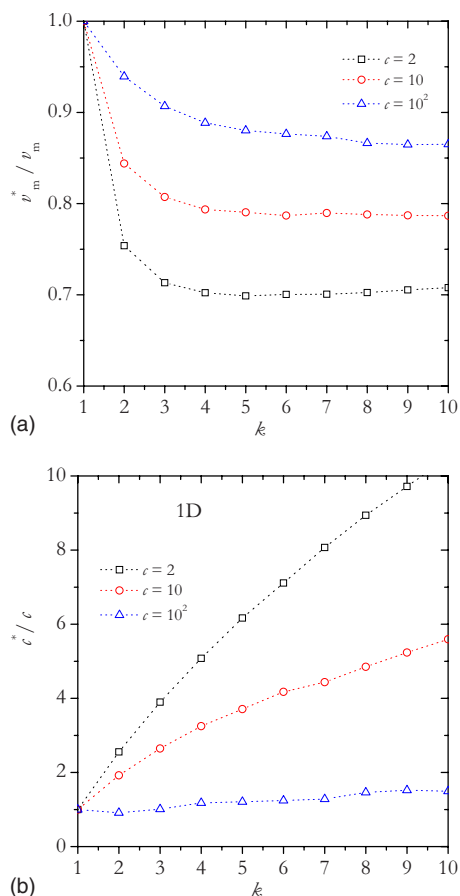 1.0
0.9
0.8
0.7
0.6
v*m / vm
c = 2
c = 10
c = 10²
1 2 3 4 5 6 7 8 9 10
k
(a)
10
8
6
4
2
0
c* / c
1D
c = 2
c = 10
c = 10²
1 2 3 4 5 6 7 8 9 10
k
(b)